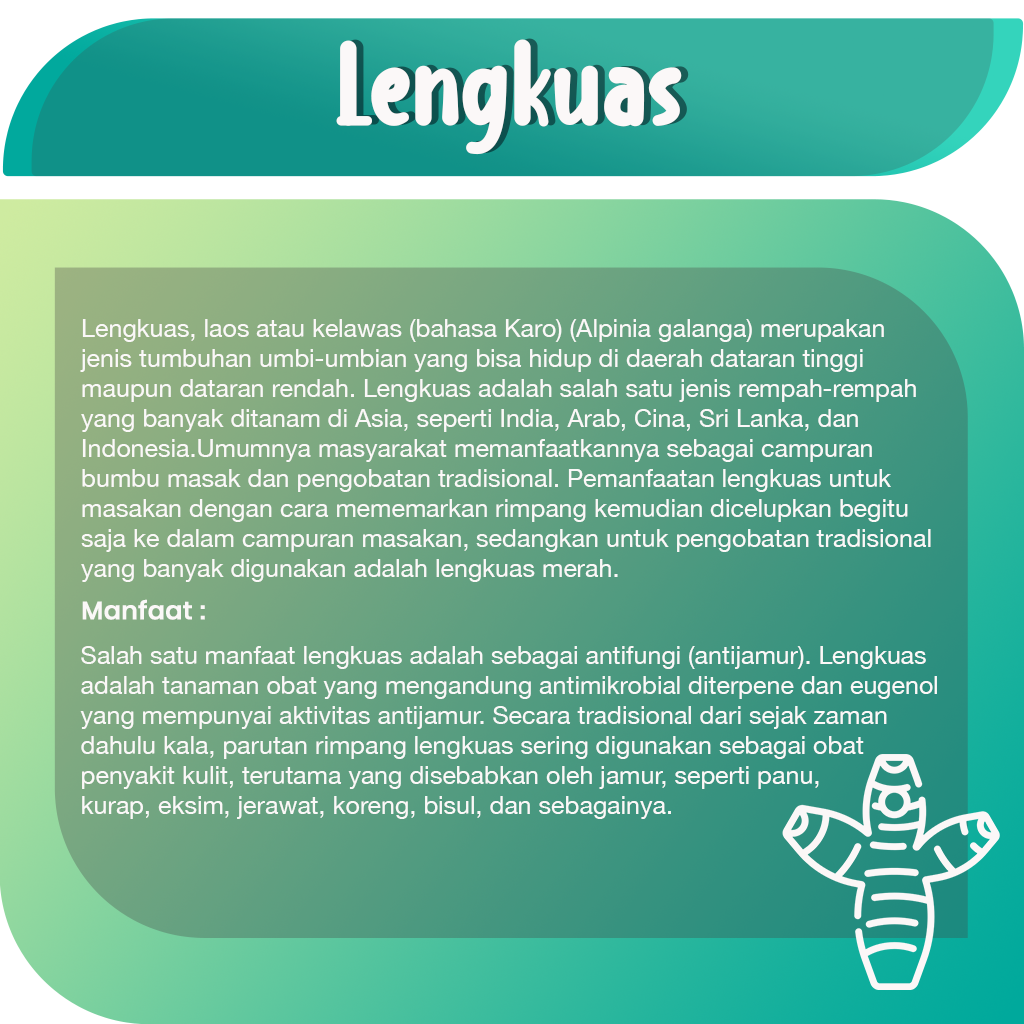 Lengkuas
Lengkuas, laos atau kelawas (bahasa Karo) (Alpinia galanga) merupakan
jenis tumbuhan umbi-umbian yang bisa hidup di daerah dataran tinggi
maupun dataran rendah. Lengkuas adalah salah satu jenis rempah-rempah
yang banyak ditanam di Asia, seperti India, Arab, Cina, Sri Lanka, dan
Indonesia.Umumnya masyarakat memanfaatkannya sebagai campuran
bumbu masak dan pengobatan tradisional. Pemanfaatan lengkuas untuk
masakan dengan cara mememarkan rimpang kemudian dicelupkan begitu
saja ke dalam campuran masakan, sedangkan untuk pengobatan tradisional
yang banyak digunakan adalah lengkuas merah.
Manfaat :
Salah satu manfaat lengkuas adalah sebagai antifungi (antijamur). Lengkuas
adalah tanaman obat yang mengandung antimikrobial diterpene dan eugenol
yang mempunyai aktivitas antijamur. Secara tradisional dari sejak zaman
dahulu kala, parutan rimpang lengkuas sering digunakan sebagai obat
penyakit kulit, terutama yang disebabkan oleh jamur, seperti panu,
kurap, eksim, jerawat, koreng, bisul, dan sebagainya.